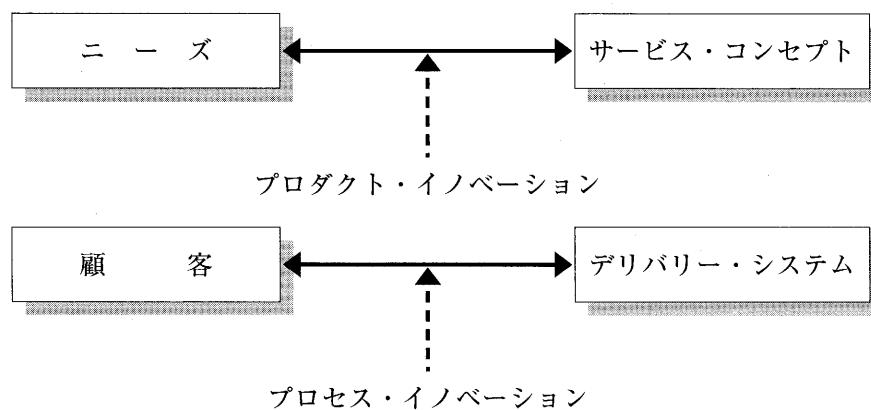 ニーズ
サービス・コンセプト
プロダクト・イノベーション
顧客
デリバリー・システム
プロセス・イノベーション